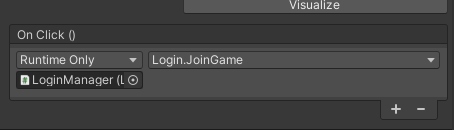 Visualize
On Click ()
Runtime Only
Login.JoinGame
LoginManager (L